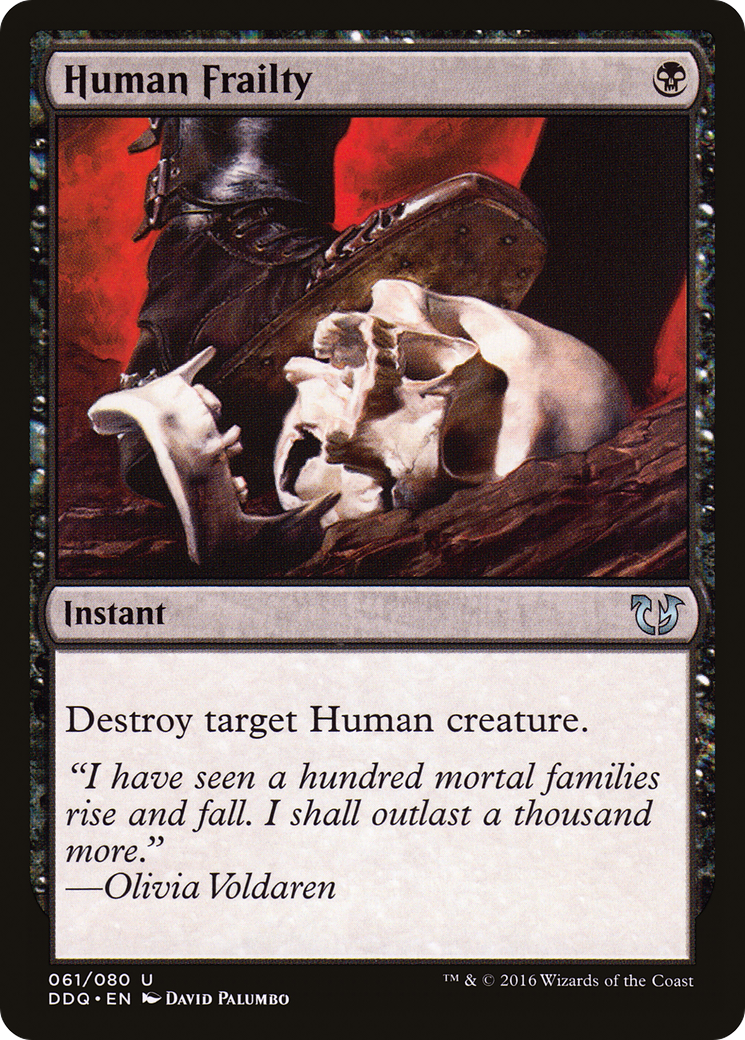 Human Frailty
Instant
Destroy target Human creature.
“I have seen a hundred mortal families
rise and fall. I shall outlast a thousand
more.”
—Olivia Voldaren
061/080 U
DDQ • EN David Palumbo
™ & © 2016 Wizards of the Coast